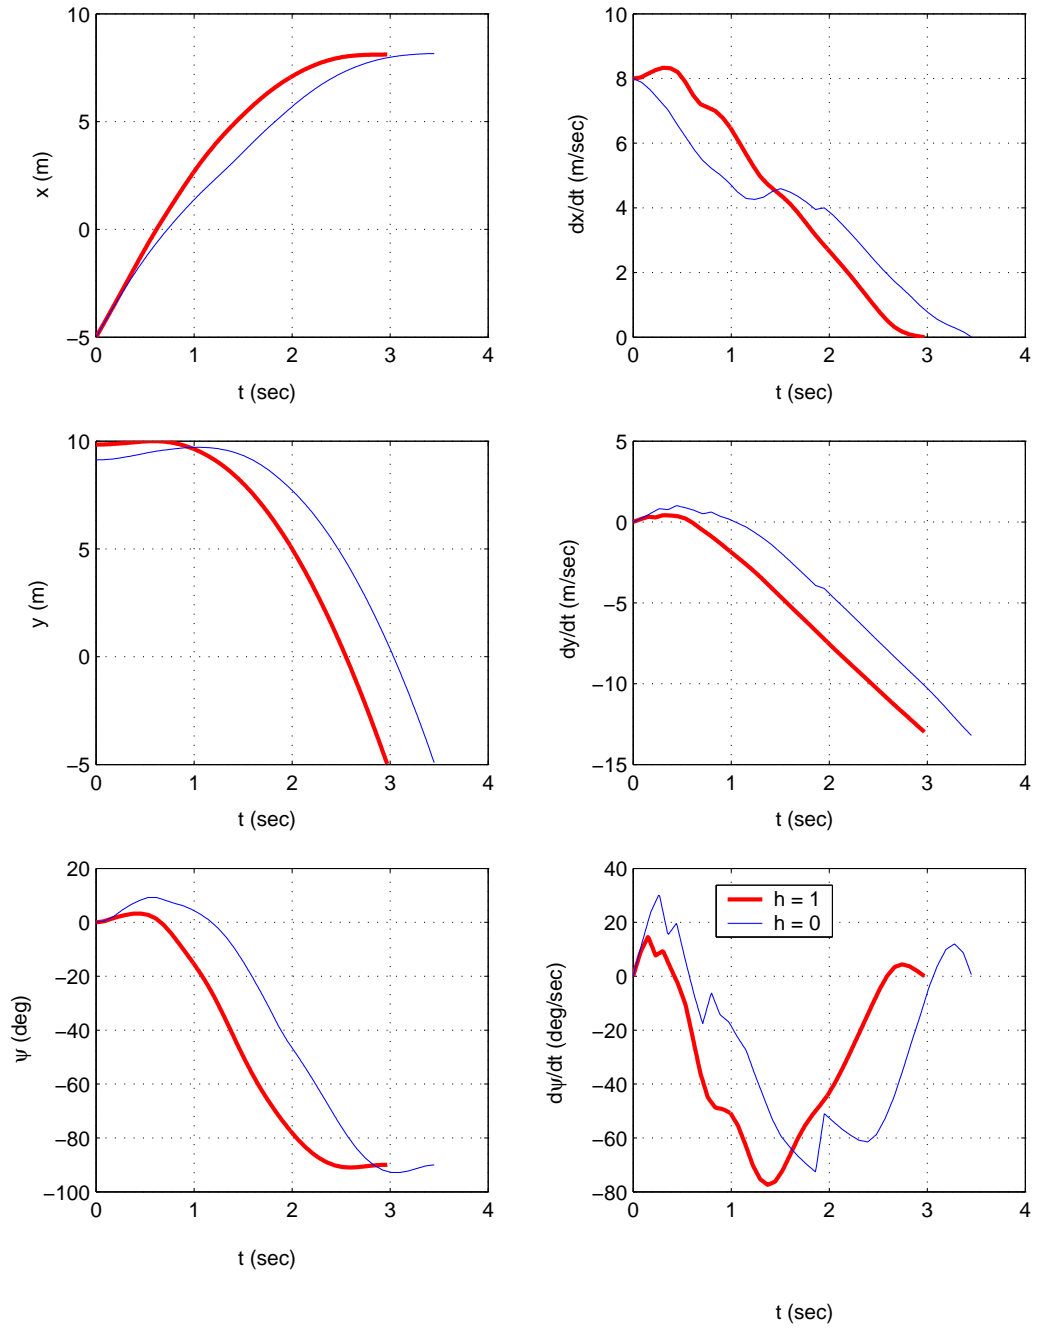 10
5
0
−5
x (m)
0 1 2 3 4
t (sec)
10
8
6
4
2
0
dx/dt (m/sec)
0 1 2 3 4
t (sec)
10
5
0
−5
y (m)
0 1 2 3 4
t (sec)
5
0
−5
−10
−15
dy/dt (m/sec)
0 1 2 3 4
t (sec)
20
0
−20
−40
−60
−80
−100
ψ (deg)
0 1 2 3 4
t (sec)
40
20
0
−20
−40
−60
−80
dψ/dt (deg/sec)
h = 1
h = 0
0 1 2 3 4
t (sec)